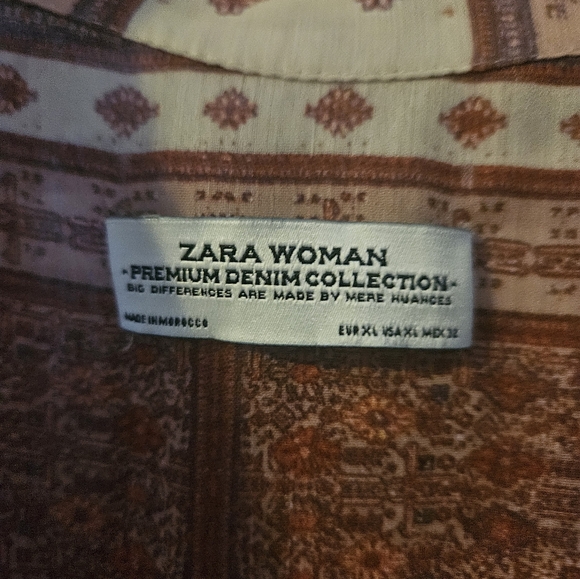 ZARA WOMAN
·PREMIUM DENIM COLLECTION·
BIG DIFFERENCES ARE MADE BY MERE NUANCES
MADE IN MOROCCO
EUR XL USA XL MEX 32